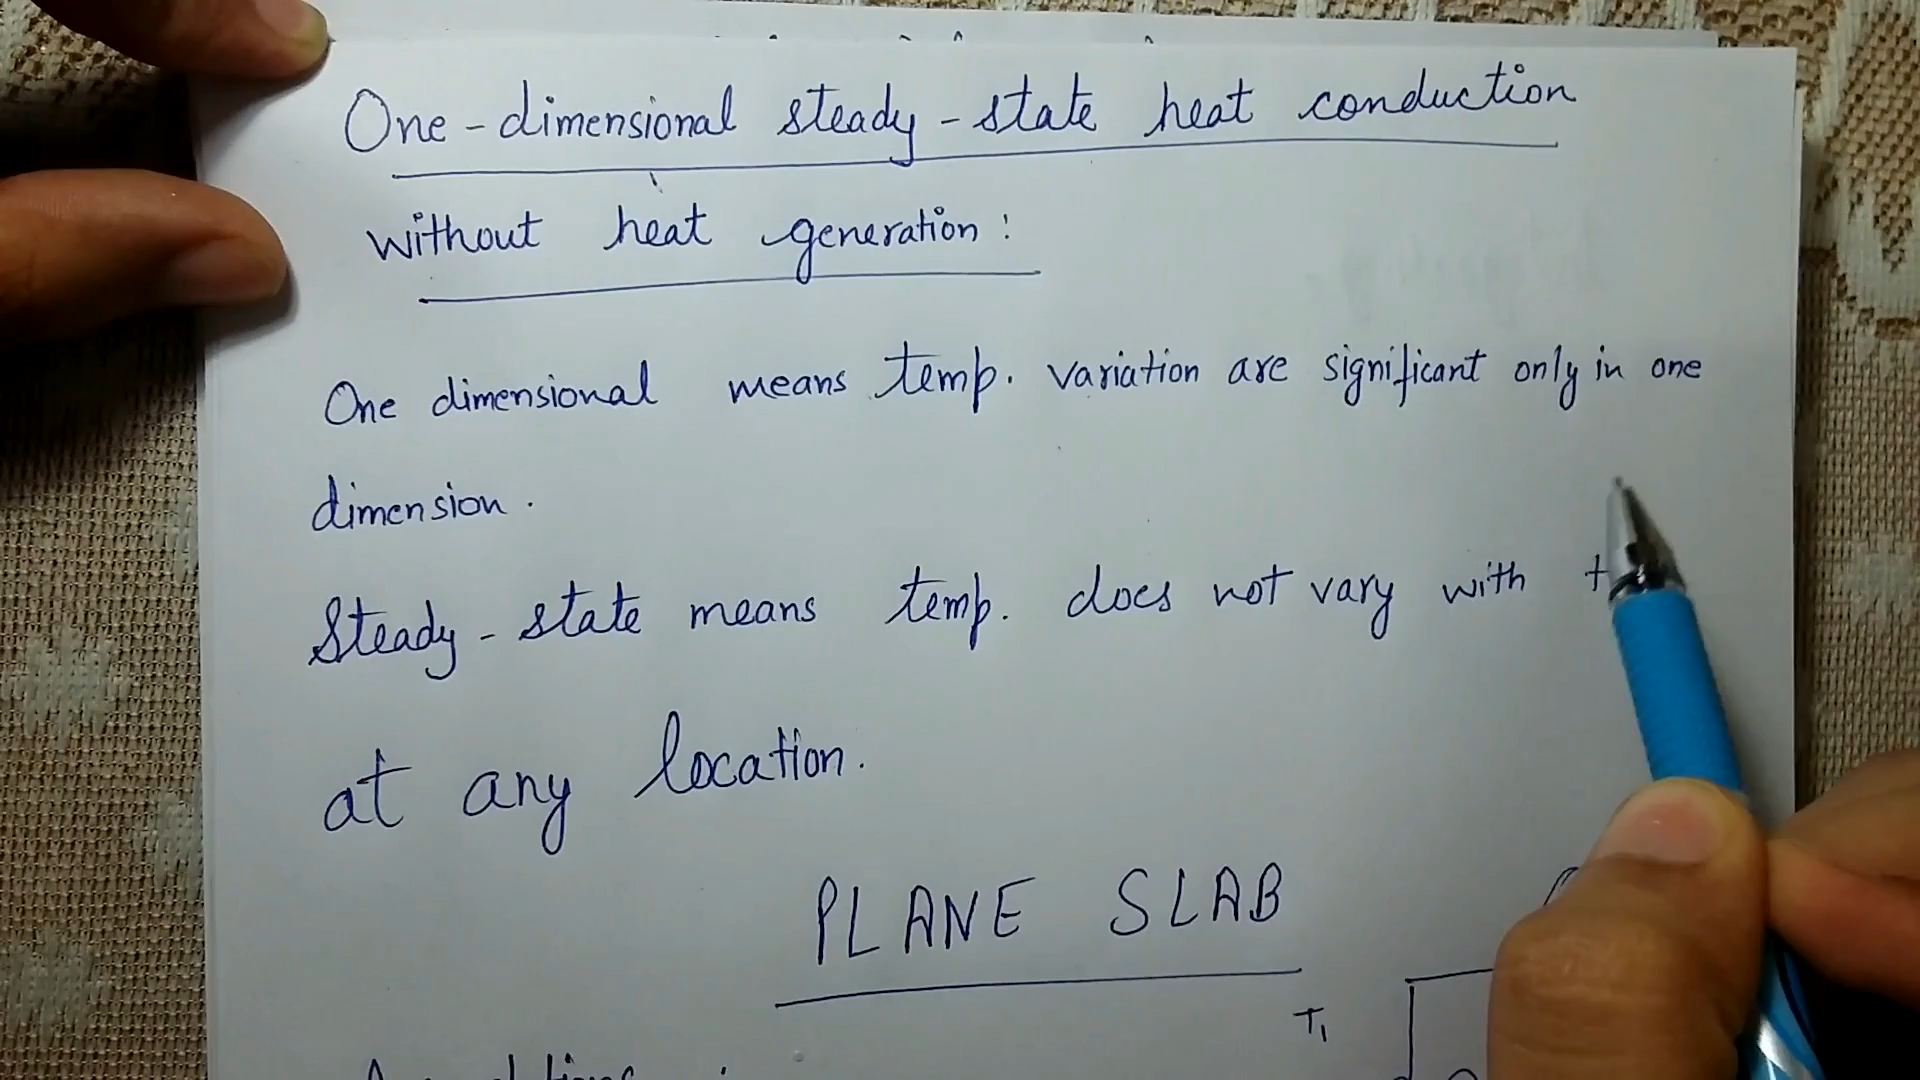 One-dimensional steady-state heat conduction
without heat generation:
One dimensional means temp. variation are significant only in one
dimension.
Steady-state means temp. does not vary with
at any location.
PLANE SLAB
T1